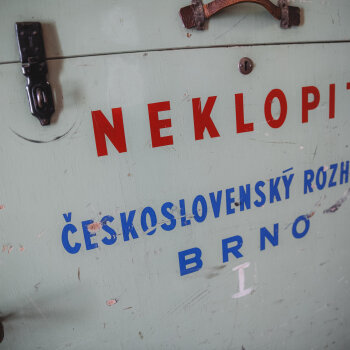 NEKLOPIT
ČESKOSLOVENSKÝ ROZH
BRNO
I